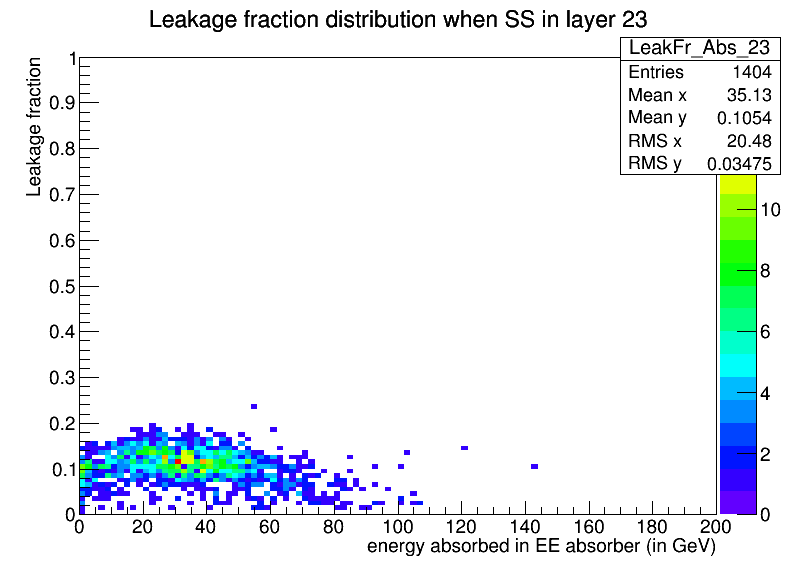 Leakage fraction distribution when SS in layer 23
LeakFr_Abs_23
Entries 1404
Mean x 35.13
Mean y 0.1054
RMS x 20.48
RMS y 0.03475
Leakage fraction
1
0.9
0.8
0.7
0.6
0.5
0.4
0.3
0.2
0.1
0
10
8
6
4
2
0
0 20 40 60 80 100 120 140 160 180 200
energy absorbed in EE absorber (in GeV)